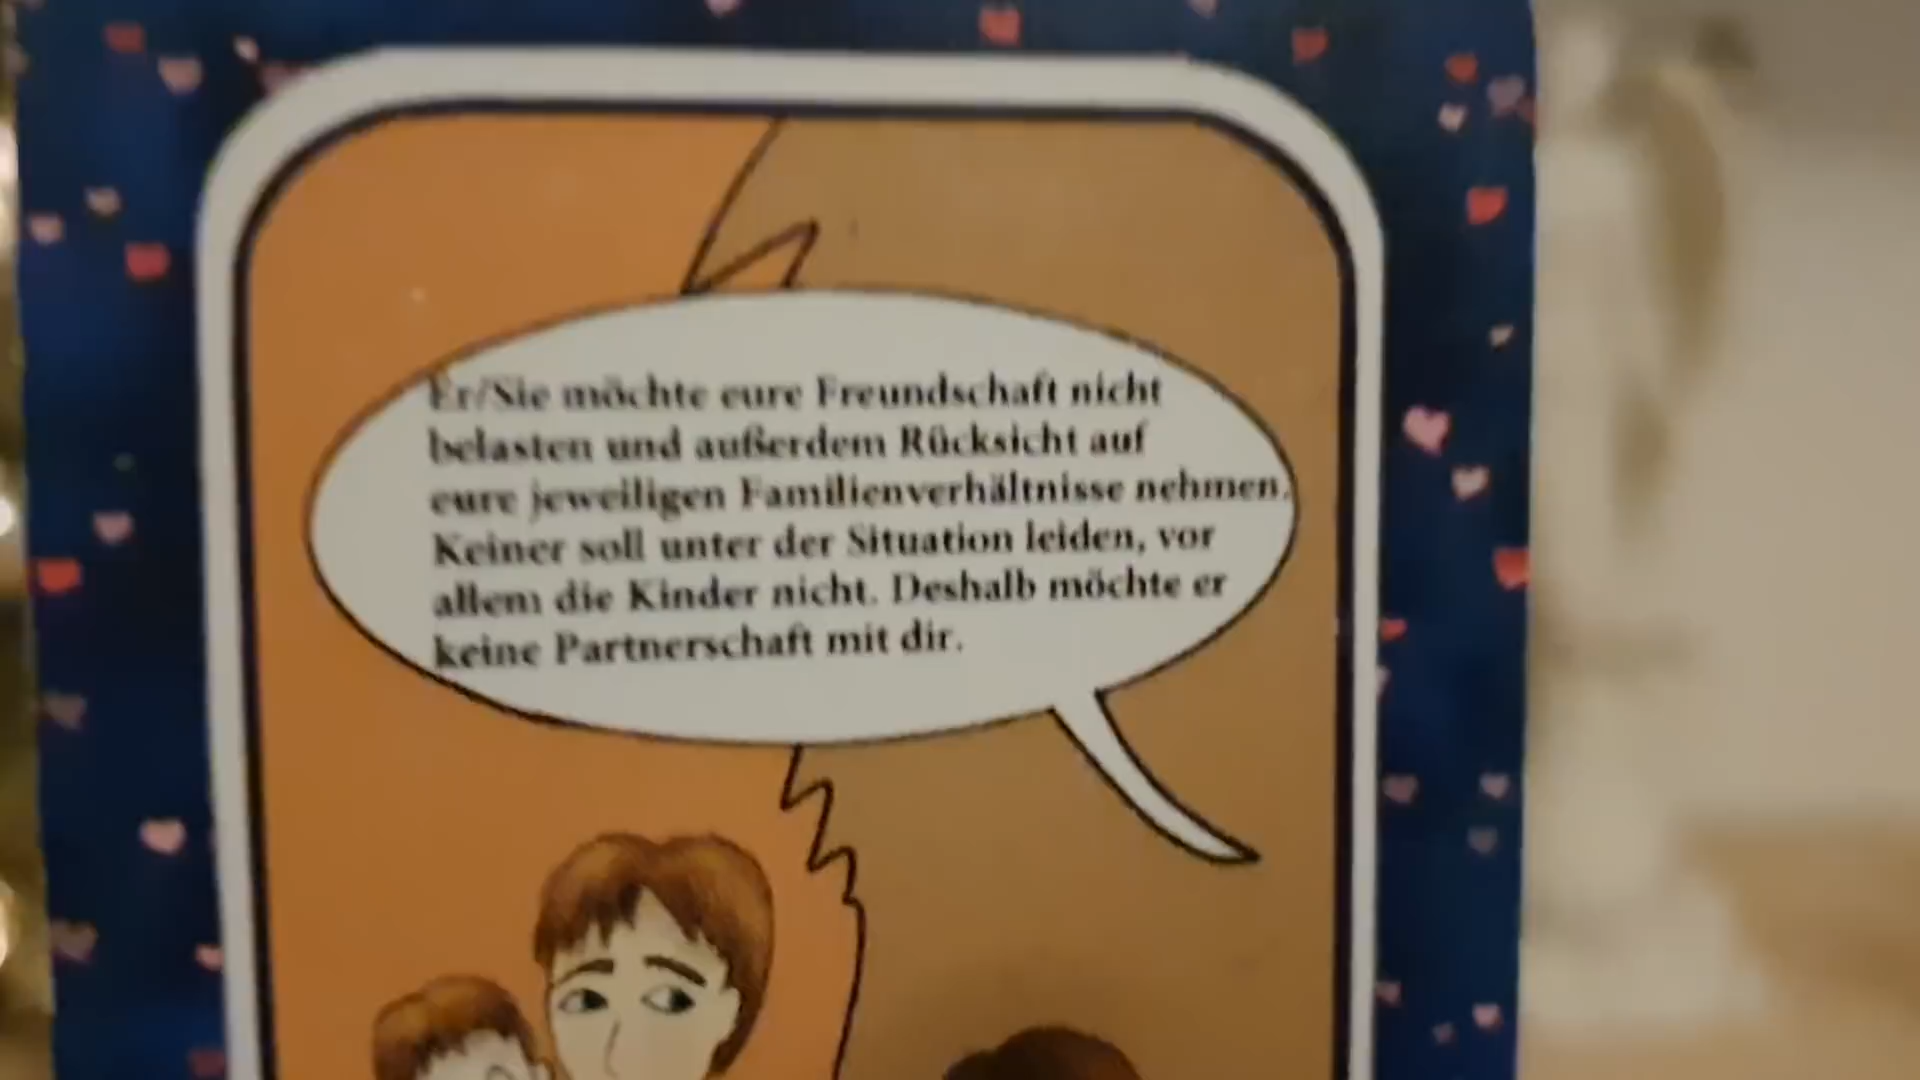 Er/Sie möchte eure Freundschaft nicht
belasten und außerdem Rücksicht auf
eure jeweiligen Familienverhältnisse nehmen.
Keiner soll unter der Situation leiden, vor
allem die Kinder nicht. Deshalb möchte er
keine Partnerschaft mit dir.